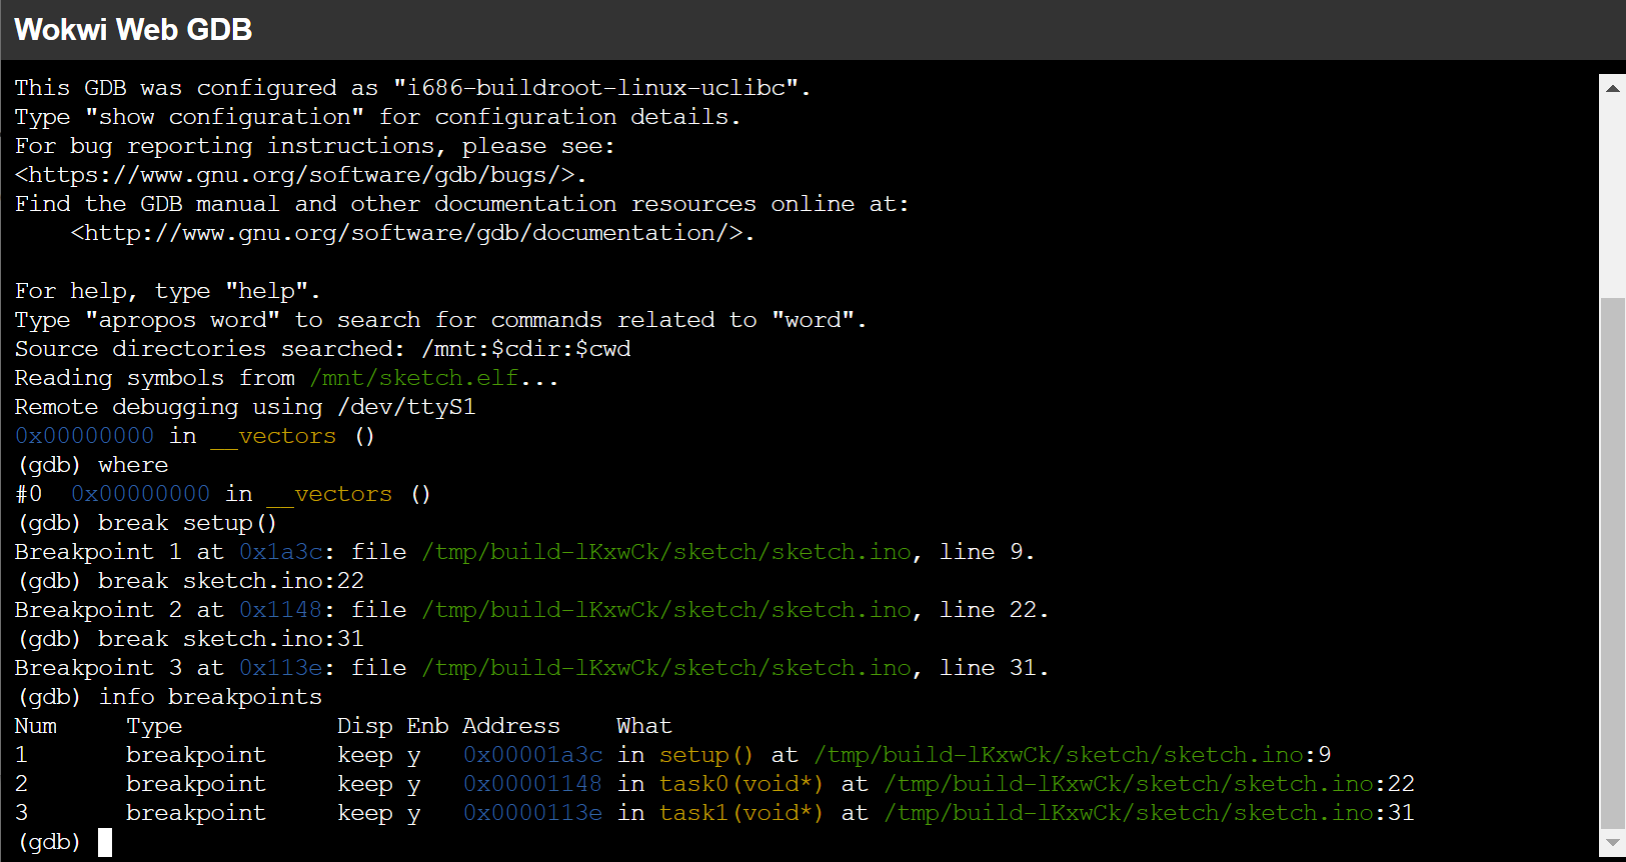 Wokwi Web GDB
This GDB was configured as "i686-buildroot-linux-uclibc".
Type "show configuration" for configuration details.
For bug reporting instructions, please see:
<https://www.gnu.org/software/gdb/bugs/>.
Find the GDB manual and other documentation resources online at:
    <http://www.gnu.org/software/gdb/documentation/>.

For help, type "help".
Type "apropos word" to search for commands related to "word".
Source directories searched: /mnt:$cdir:$cwd
Reading symbols from /mnt/sketch.elf...
Remote debugging using /dev/ttyS1
0x00000000 in __vectors ()
(gdb) where
#0  0x00000000 in __vectors ()
(gdb) break setup()
Breakpoint 1 at 0x1a3c: file /tmp/build-lKxwCk/sketch/sketch.ino, line 9.
(gdb) break sketch.ino:22
Breakpoint 2 at 0x1148: file /tmp/build-lKxwCk/sketch/sketch.ino, line 22.
(gdb) break sketch.ino:31
Breakpoint 3 at 0x113e: file /tmp/build-lKxwCk/sketch/sketch.ino, line 31.
(gdb) info breakpoints
Num     Type           Disp Enb Address    What
1       breakpoint     keep y   0x00001a3c in setup() at /tmp/build-lKxwCk/sketch/sketch.ino:9
2       breakpoint     keep y   0x00001148 in task0(void*) at /tmp/build-lKxwCk/sketch/sketch.ino:22
3       breakpoint     keep y   0x0000113e in task1(void*) at /tmp/build-lKxwCk/sketch/sketch.ino:31
(gdb)